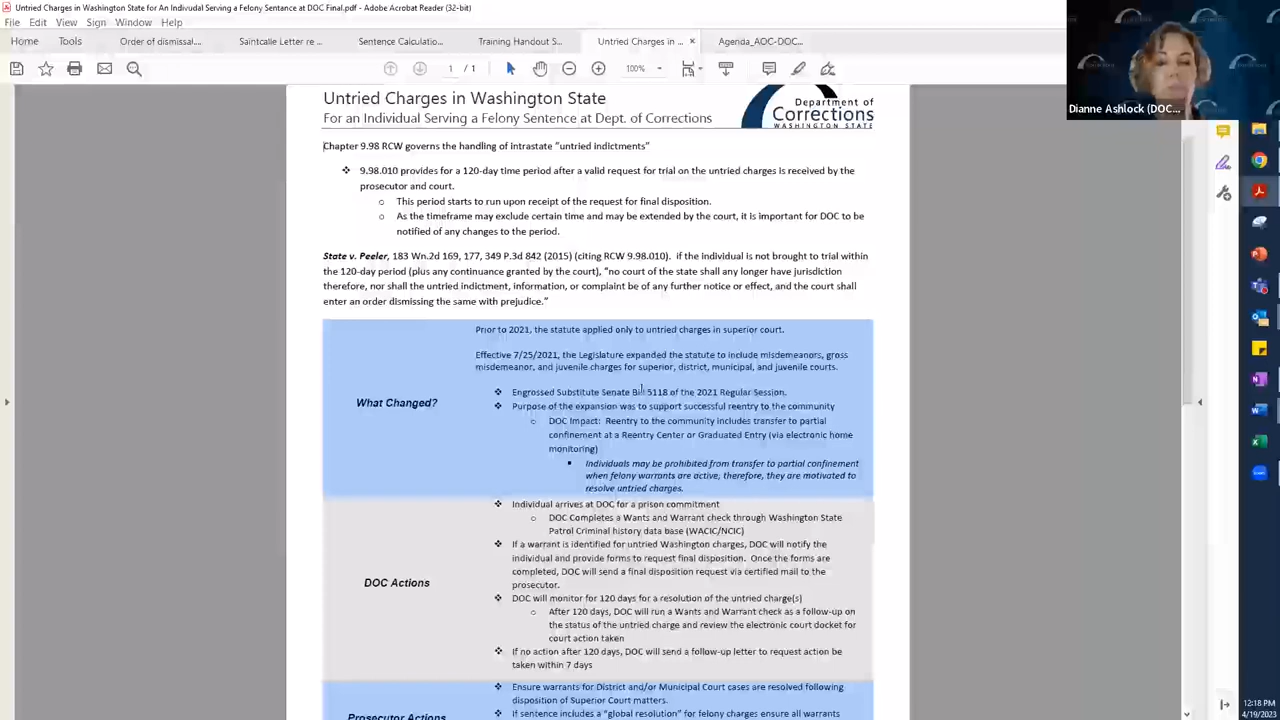 Untried Charges in Washington State for An Indivudal Serving a Felony Sentence at DOC Final.pdf - Adobe Acrobat Reader (32-bit)
File Edit View Sign Window Help
Home Tools Order of dismissal... Saintcalle Letter re ... Sentence Calculatio... Training Handout S... Untried Charges in ... × Agenda_AOC-DOC...
1 / 1 100%
Dianne Ashlock (DOC...
Untried Charges in Washington State
For an Individual Serving a Felony Sentence at Dept. of Corrections
Department of
Corrections
WASHINGTON STATE
Chapter 9.98 RCW governs the handling of intrastate "untried indictments"
❖ 9.98.010 provides for a 120-day time period after a valid request for trial on the untried charges is received by the
prosecutor and court.
o This period starts to run upon receipt of the request for final disposition.
o As the timeframe may exclude certain time and may be extended by the court, it is important for DOC to be
notified of any changes to the period.
State v. Peeler, 183 Wn.2d 169, 177, 349 P.3d 842 (2015) (citing RCW 9.98.010). if the individual is not brought to trial within
the 120-day period (plus any continuance granted by the court), "no court of the state shall any longer have jurisdiction
therefore, nor shall the untried indictment, information, or complaint be of any further notice or effect, and the court shall
enter an order dismissing the same with prejudice."
What Changed?
Prior to 2021, the statute applied only to untried charges in superior court.
Effective 7/25/2021, the Legislature expanded the statute to include misdemeanors, gross
misdemeanor, and juvenile charges for superior, district, municipal, and juvenile courts.
❖ Engrossed Substitute Senate Bill 5118 of the 2021 Regular Session.
❖ Purpose of the expansion was to support successful reentry to the community
o DOC Impact: Reentry to the community includes transfer to partial
confinement at a Reentry Center or Graduated Entry (via electronic home
monitoring)
▪ Individuals may be prohibited from transfer to partial confinement
when felony warrants are active; therefore, they are motivated to
resolve untried charges.
DOC Actions
❖ Individual arrives at DOC for a prison commitment
o DOC Completes a Wants and Warrant check through Washington State
Patrol Criminal history data base (WACIC/NCIC)
❖ If a warrant is identified for untried Washington charges, DOC will notify the
individual and provide forms to request final disposition. Once the forms are
completed, DOC will send a final disposition request via certified mail to the
prosecutor.
❖ DOC will monitor for 120 days for a resolution of the untried charge(s)
o After 120 days, DOC will run a Wants and Warrant check as a follow-up on
the status of the untried charge and review the electronic court docket for
court action taken
❖ If no action after 120 days, DOC will send a follow-up letter to request action be
taken within 7 days
Prosecutor Actions
❖ Ensure warrants for District and/or Municipal Court cases are resolved following
disposition of Superior Court matters.
❖ If sentence includes a "global resolution" for felony charges ensure all warrants
12:18 PM
4/19/2023